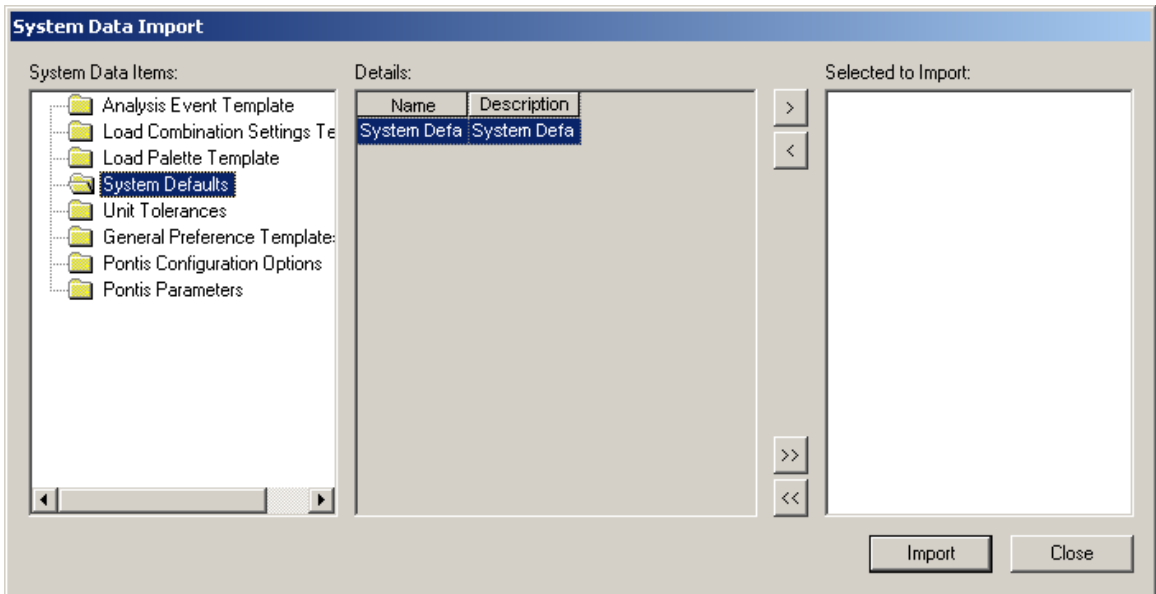 System Data Import
System Data Items:
Details:
Selected to Import:
Analysis Event Template
Load Combination Settings Te
Load Palette Template
System Defaults
Unit Tolerances
General Preference Template
Pontis Configuration Options
Pontis Parameters
Name Description
System Defa System Defa
>
<
>>
<<
Import Close